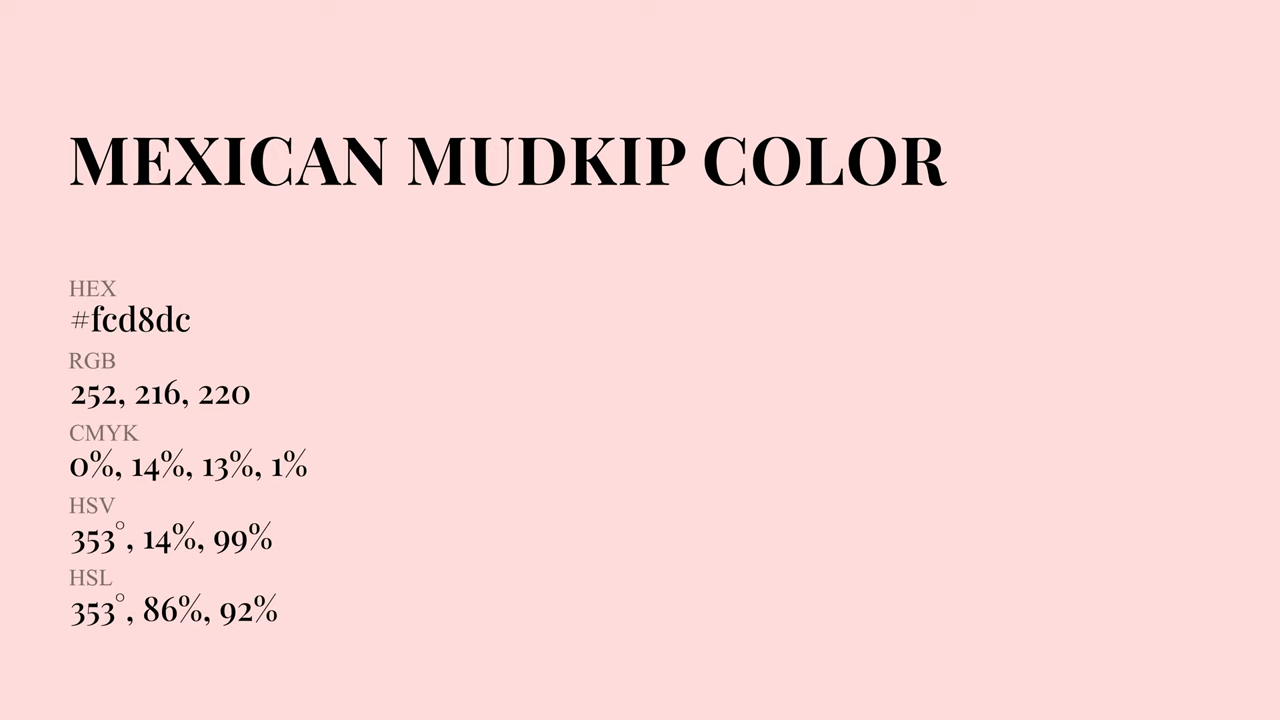 MEXICAN MUDKIP COLOR
HEX
#fcd8dc
RGB
252, 216, 220
CMYK
0%, 14%, 13%, 1%
HSV
353°, 14%, 99%
HSL
353°, 86%, 92%